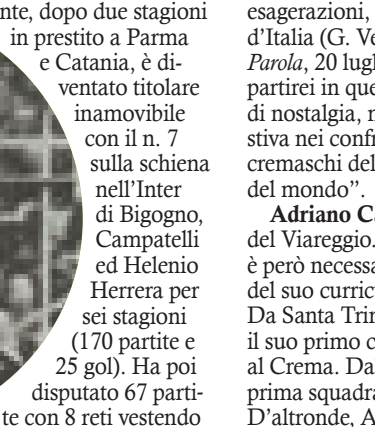 nte, dopo due stagioni
in prestito a Parma
e Catania, è di-
ventato titolare
inamovibile
con il n. 7
sulla schiena
nell'Inter
di Bigogno,
Campatelli
ed Helenio
Herrera per
sei stagioni
(170 partite e
25 gol). Ha poi
disputato 67 parti-
te con 8 reti vestendo
esagerazioni,
d'Italia (G. Ve
Parola, 20 lugl
partirei in que
di nostalgia, n
stiva nei confr
cremaschi del
del mondo".
Adriano Ca
del Viareggio.
è però necessa
del suo curric
Da Santa Trin
il suo primo c
al Crema. Da
prima squadra
D'altronde, A